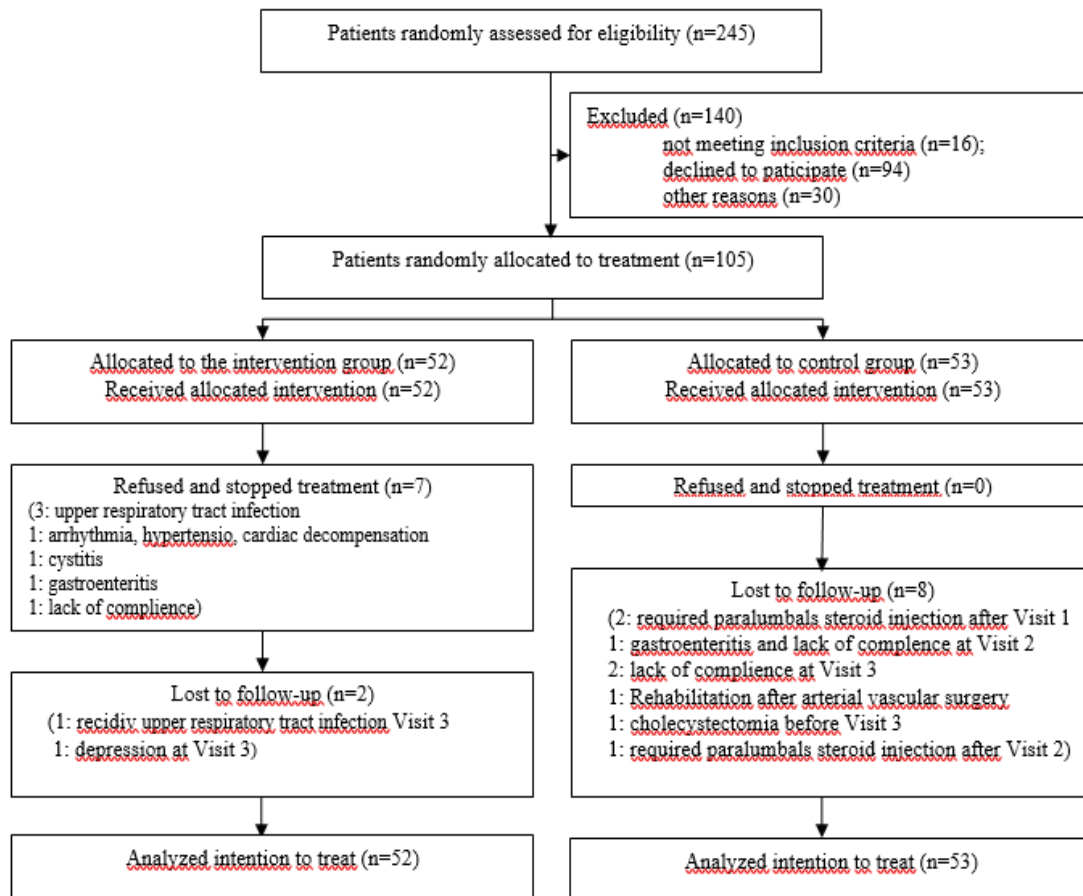 Patients randomly assessed for eligibility (n=245)
Excluded (n=140)
not meeting inclusion criteria (n=16);
declined to paticipate (n=94)
other reasons (n=30)
Patients randomly allocated to treatment (n=105)
Allocated to the intervention group (n=52)
Received allocated intervention (n=52)
Allocated to control group (n=53)
Received allocated intervention (n=53)
Refused and stopped treatment (n=7)
(3: upper respiratory tract infection
1: arrhythmia, hypertensio, cardiac decompensation
1: cystitis
1: gastroenteritis
1: lack of complience)
Refused and stopped treatment (n=0)
Lost to follow-up (n=2)
(1: recidiv upper respiratory tract infection Visit 3
1: depression at Visit 3)
Lost to follow-up (n=8)
(2: required paralumbals steroid injection after Visit 1
1: gastroenteritis and lack of complence at Visit 2
2: lack of complience at Visit 3
1: Rehabilitation after arterial vascular surgery
1: cholecystectomia before Visit 3
1: required paralumbals steroid injection after Visit 2)
Analyzed intention to treat (n=52)
Analyzed intention to treat (n=53)